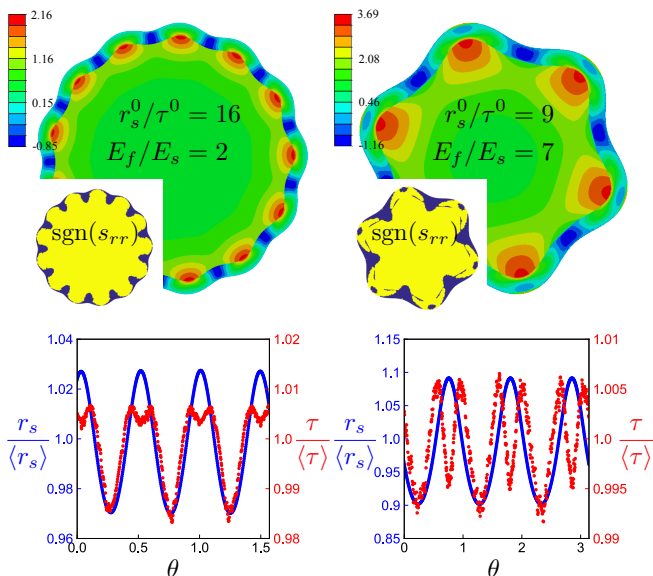 2.16
1.15
0.15
-0.85
r_s^0/τ^0 = 16
E_f/E_s = 2
sgn(s_rr)
3.69
2.08
0.46
-1.16
r_s^0/τ^0 = 9
E_f/E_s = 7
sgn(s_rr)
1.04
1.02
1.0
0.98
0.96
r_s
⟨r_s⟩
0
0.5
1.0
1.5
θ
1.02
1.01
1.0
0.99
0.98
τ
⟨τ⟩
1.15
1.1
1.05
1.0
0.95
0.9
0.85
r_s
⟨r_s⟩
0
1
2
3
θ
1.01
1.005
1.0
0.995
0.99
τ
⟨τ⟩